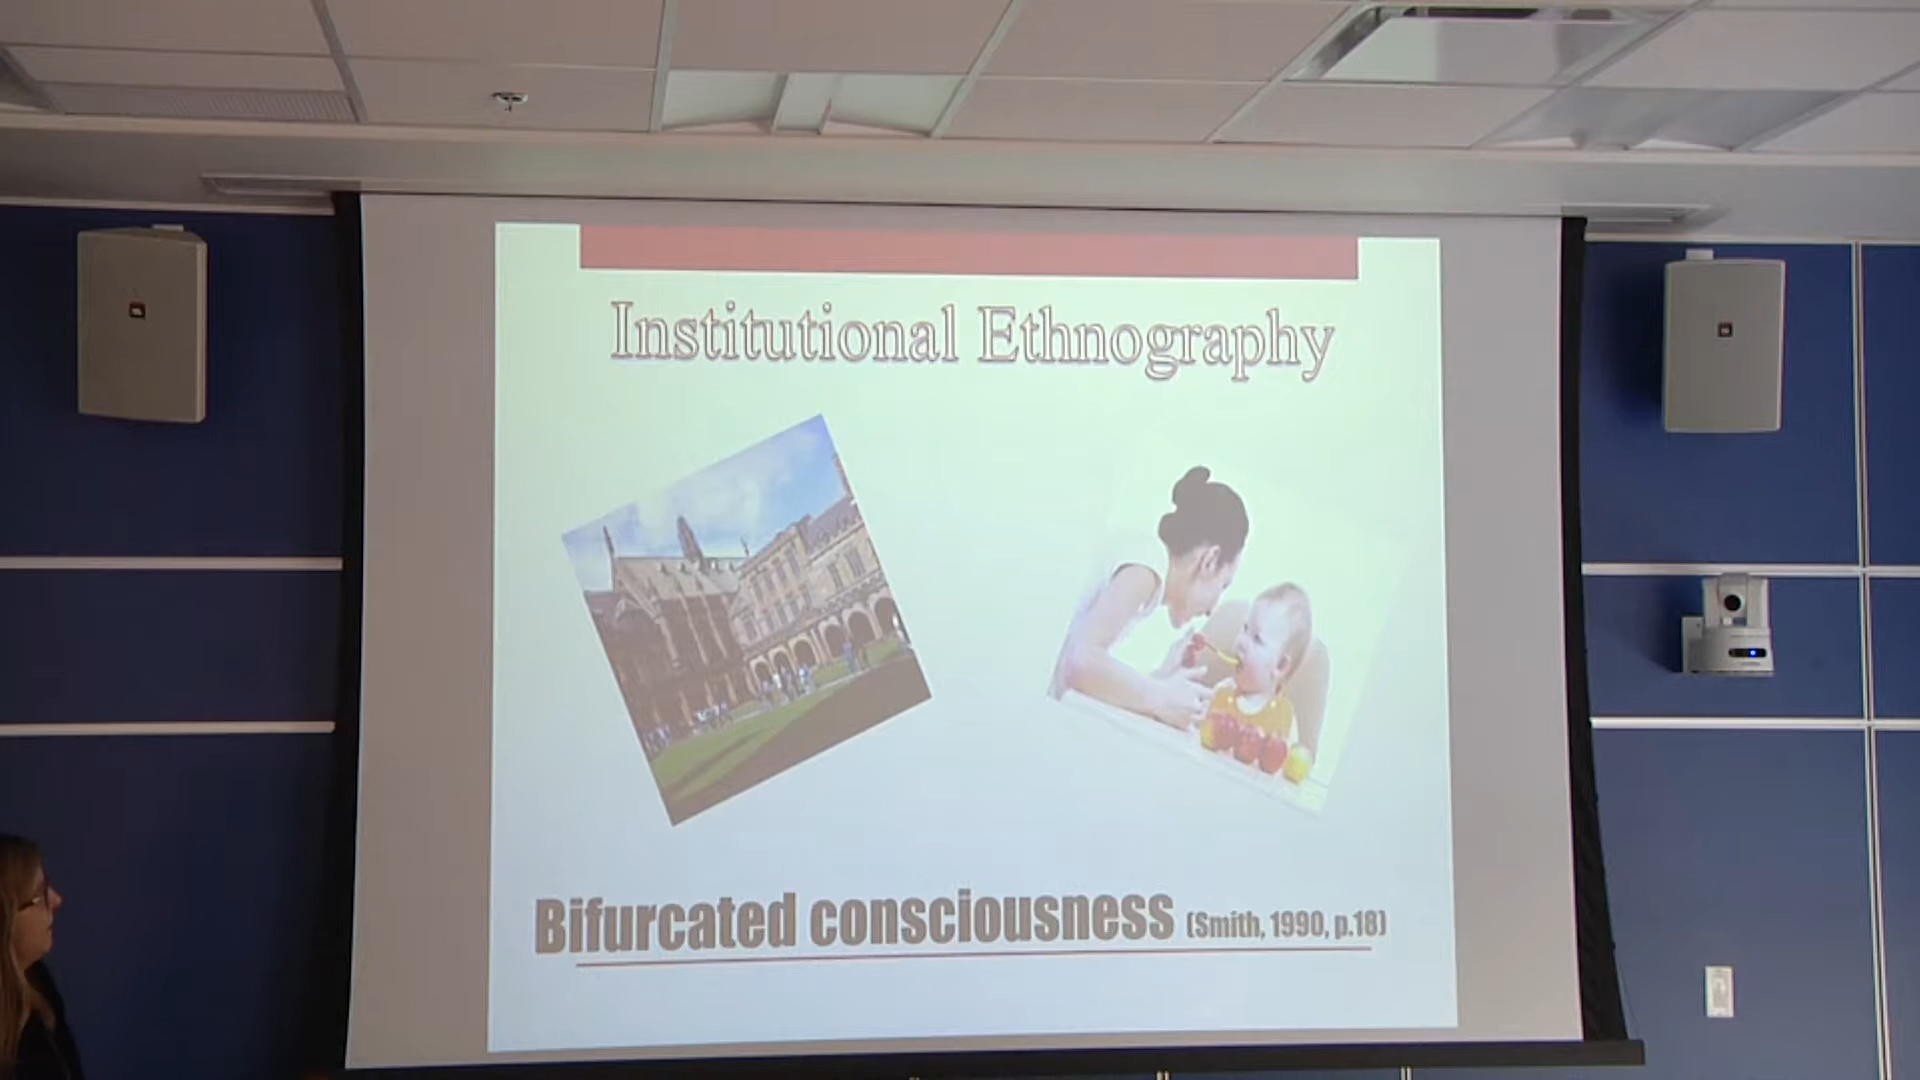 Institutional Ethnography
Bifurcated consciousness (Smith, 1990, p.18)